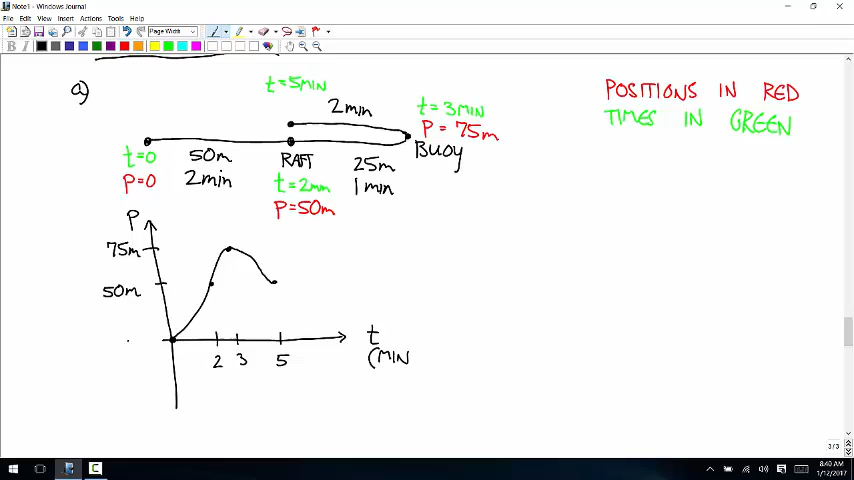 Note1 - Windows Journal
File Edit View Insert Actions Tools Help
Page Width
B I
a)
t=5MIN
2min
t=3MIN
P=75m
Buoy
t=0
P=0
50m
2min
RAFT
t=2min
P=50m
25m
1min
POSITIONS IN RED
TIMES IN GREEN
P
75m
50m
2 3 5
t
(MIN
3/3
8:40 AM
1/12/2017